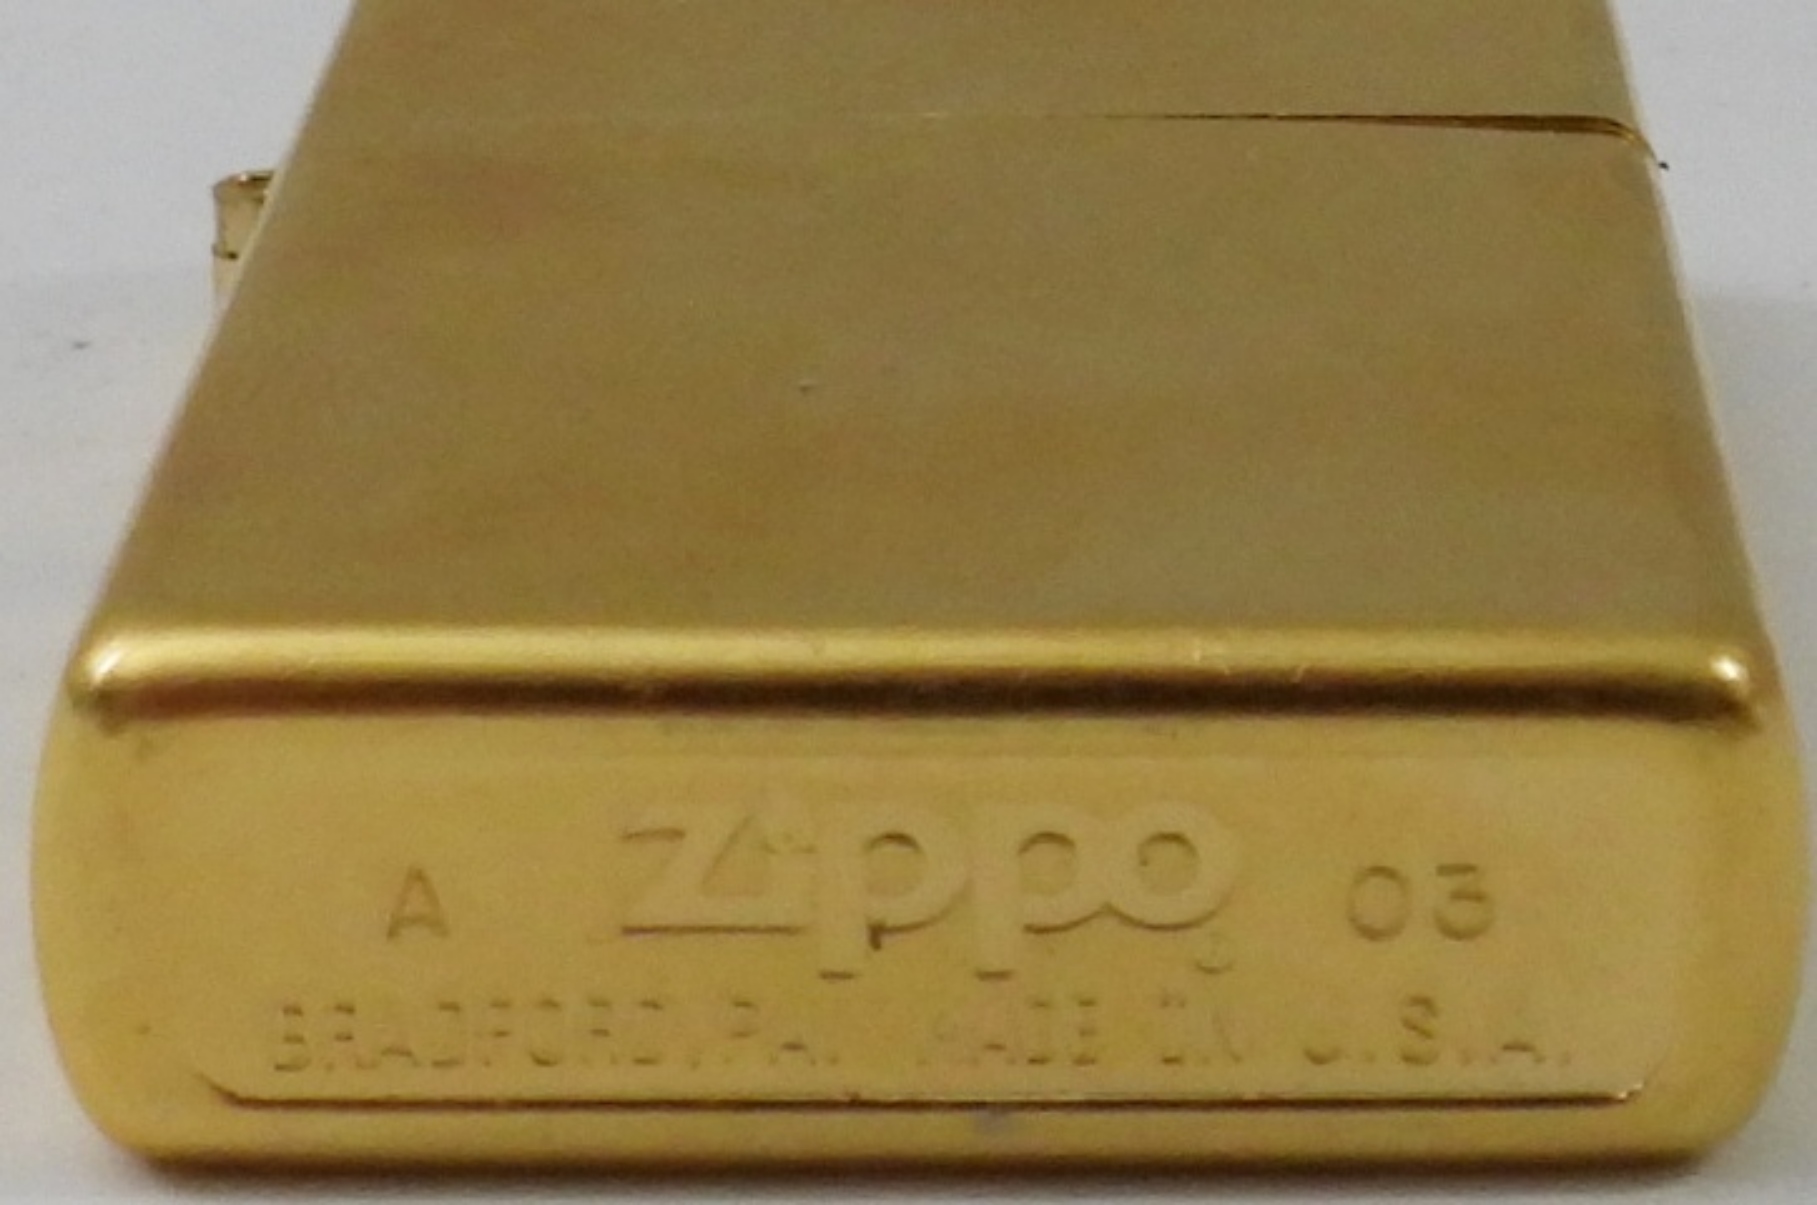 A Zippo 03
BRADFORD, PA. MADE IN U.S.A.